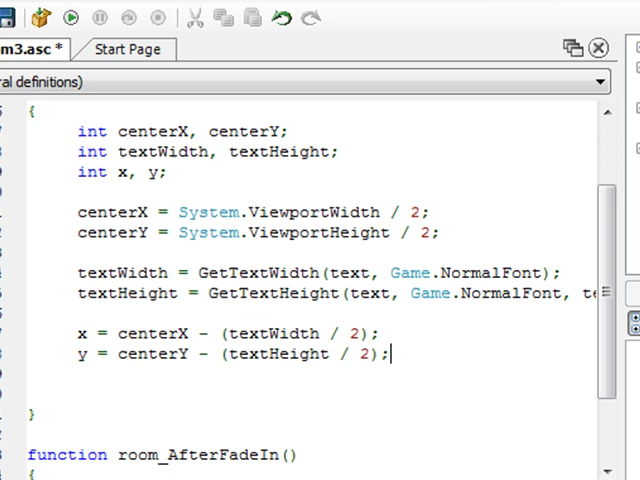 m3.asc *
Start Page
ral definitions)
{
int centerX, centerY;
int textWidth, textHeight;
int x, y;
centerX = System.ViewportWidth / 2;
centerY = System.ViewportHeight / 2;
textWidth = GetTextWidth(text, Game.NormalFont);
textHeight = GetTextHeight(text, Game.NormalFont, te
x = centerX - (textWidth / 2);
y = centerY - (textHeight / 2);
}
function room_AfterFadeIn()
{